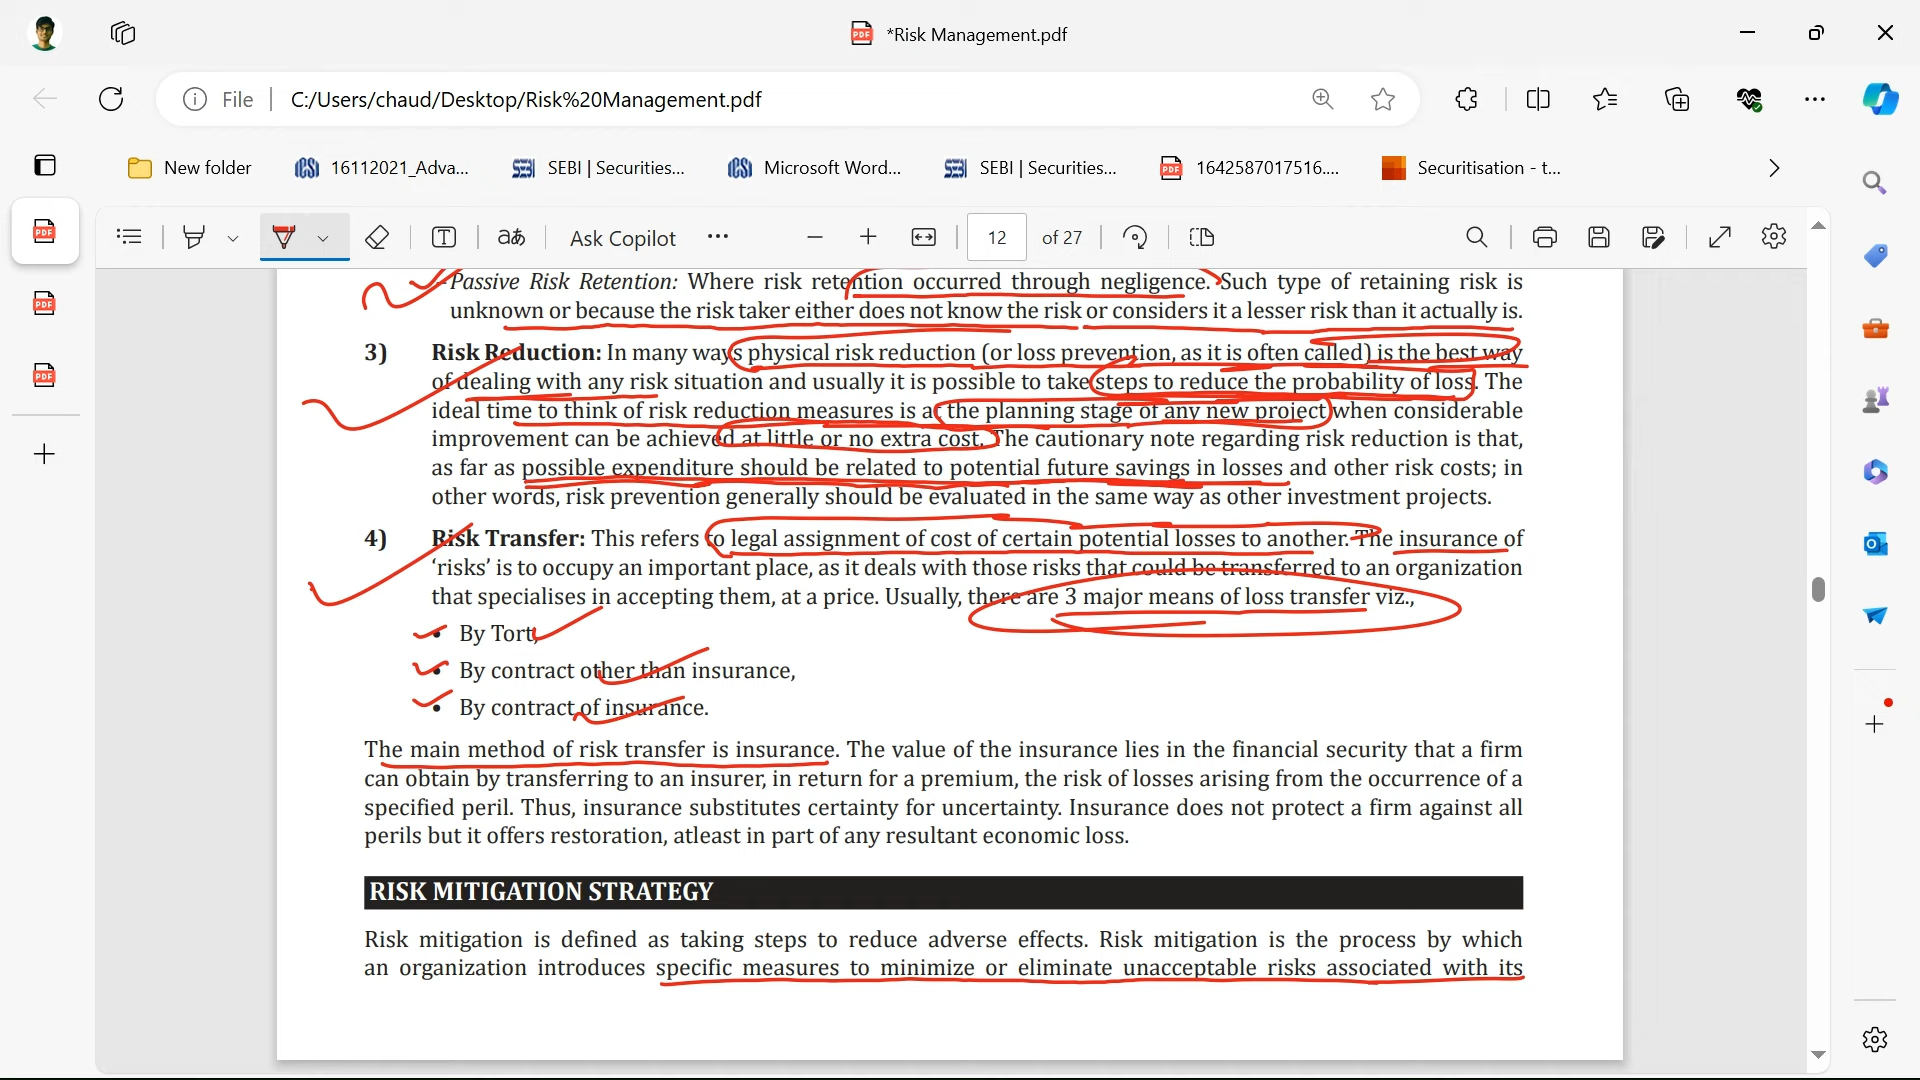 *Risk Management.pdf
File
C:/Users/chaud/Desktop/Risk%20Management.pdf
New folder
16112021_Adva...
SEBI | Securities...
Microsoft Word...
SEBI | Securities...
1642587017516....
Securitisation - t...
Ask Copilot
12 of 27
Passive Risk Retention: Where risk retention occurred through negligence. Such type of retaining risk is
unknown or because the risk taker either does not know the risk or considers it a lesser risk than it actually is.
3) Risk Reduction: In many ways physical risk reduction (or loss prevention, as it is often called) is the best way
of dealing with any risk situation and usually it is possible to take steps to reduce the probability of loss. The
ideal time to think of risk reduction measures is at the planning stage of any new project when considerable
improvement can be achieved at little or no extra cost. The cautionary note regarding risk reduction is that,
as far as possible expenditure should be related to potential future savings in losses and other risk costs; in
other words, risk prevention generally should be evaluated in the same way as other investment projects.
4) Risk Transfer: This refers to legal assignment of cost of certain potential losses to another. The insurance of
‘risks’ is to occupy an important place, as it deals with those risks that could be transferred to an organization
that specialises in accepting them, at a price. Usually, there are 3 major means of loss transfer viz.,
• By Tort,
• By contract other than insurance,
• By contract of insurance.
The main method of risk transfer is insurance. The value of the insurance lies in the financial security that a firm
can obtain by transferring to an insurer, in return for a premium, the risk of losses arising from the occurrence of a
specified peril. Thus, insurance substitutes certainty for uncertainty. Insurance does not protect a firm against all
perils but it offers restoration, atleast in part of any resultant economic loss.
RISK MITIGATION STRATEGY
Risk mitigation is defined as taking steps to reduce adverse effects. Risk mitigation is the process by which
an organization introduces specific measures to minimize or eliminate unacceptable risks associated with its